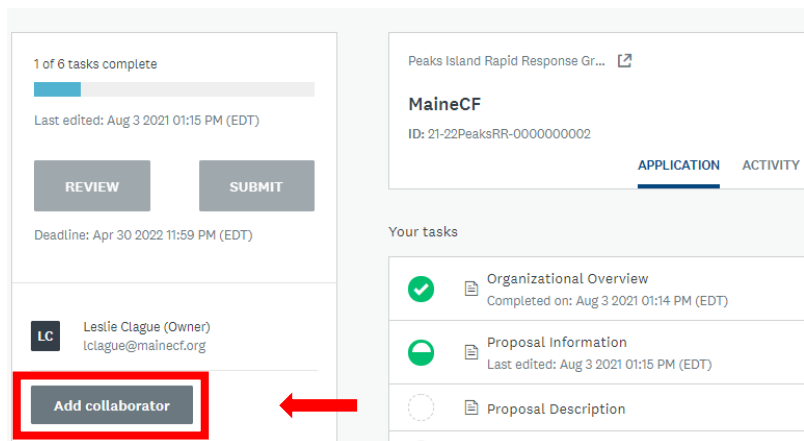 1 of 6 tasks complete
Last edited: Aug 3 2021 01:15 PM (EDT)
REVIEW
SUBMIT
Deadline: Apr 30 2022 11:59 PM (EDT)
LC
Leslie Clague (Owner)
lclague@mainecf.org
Add collaborator
Peaks Island Rapid Response Gr...
MaineCF
ID: 21-22PeaksRR-0000000002
APPLICATION
ACTIVITY
Your tasks
Organizational Overview
Completed on: Aug 3 2021 01:14 PM (EDT)
Proposal Information
Last edited: Aug 3 2021 01:15 PM (EDT)
Proposal Description